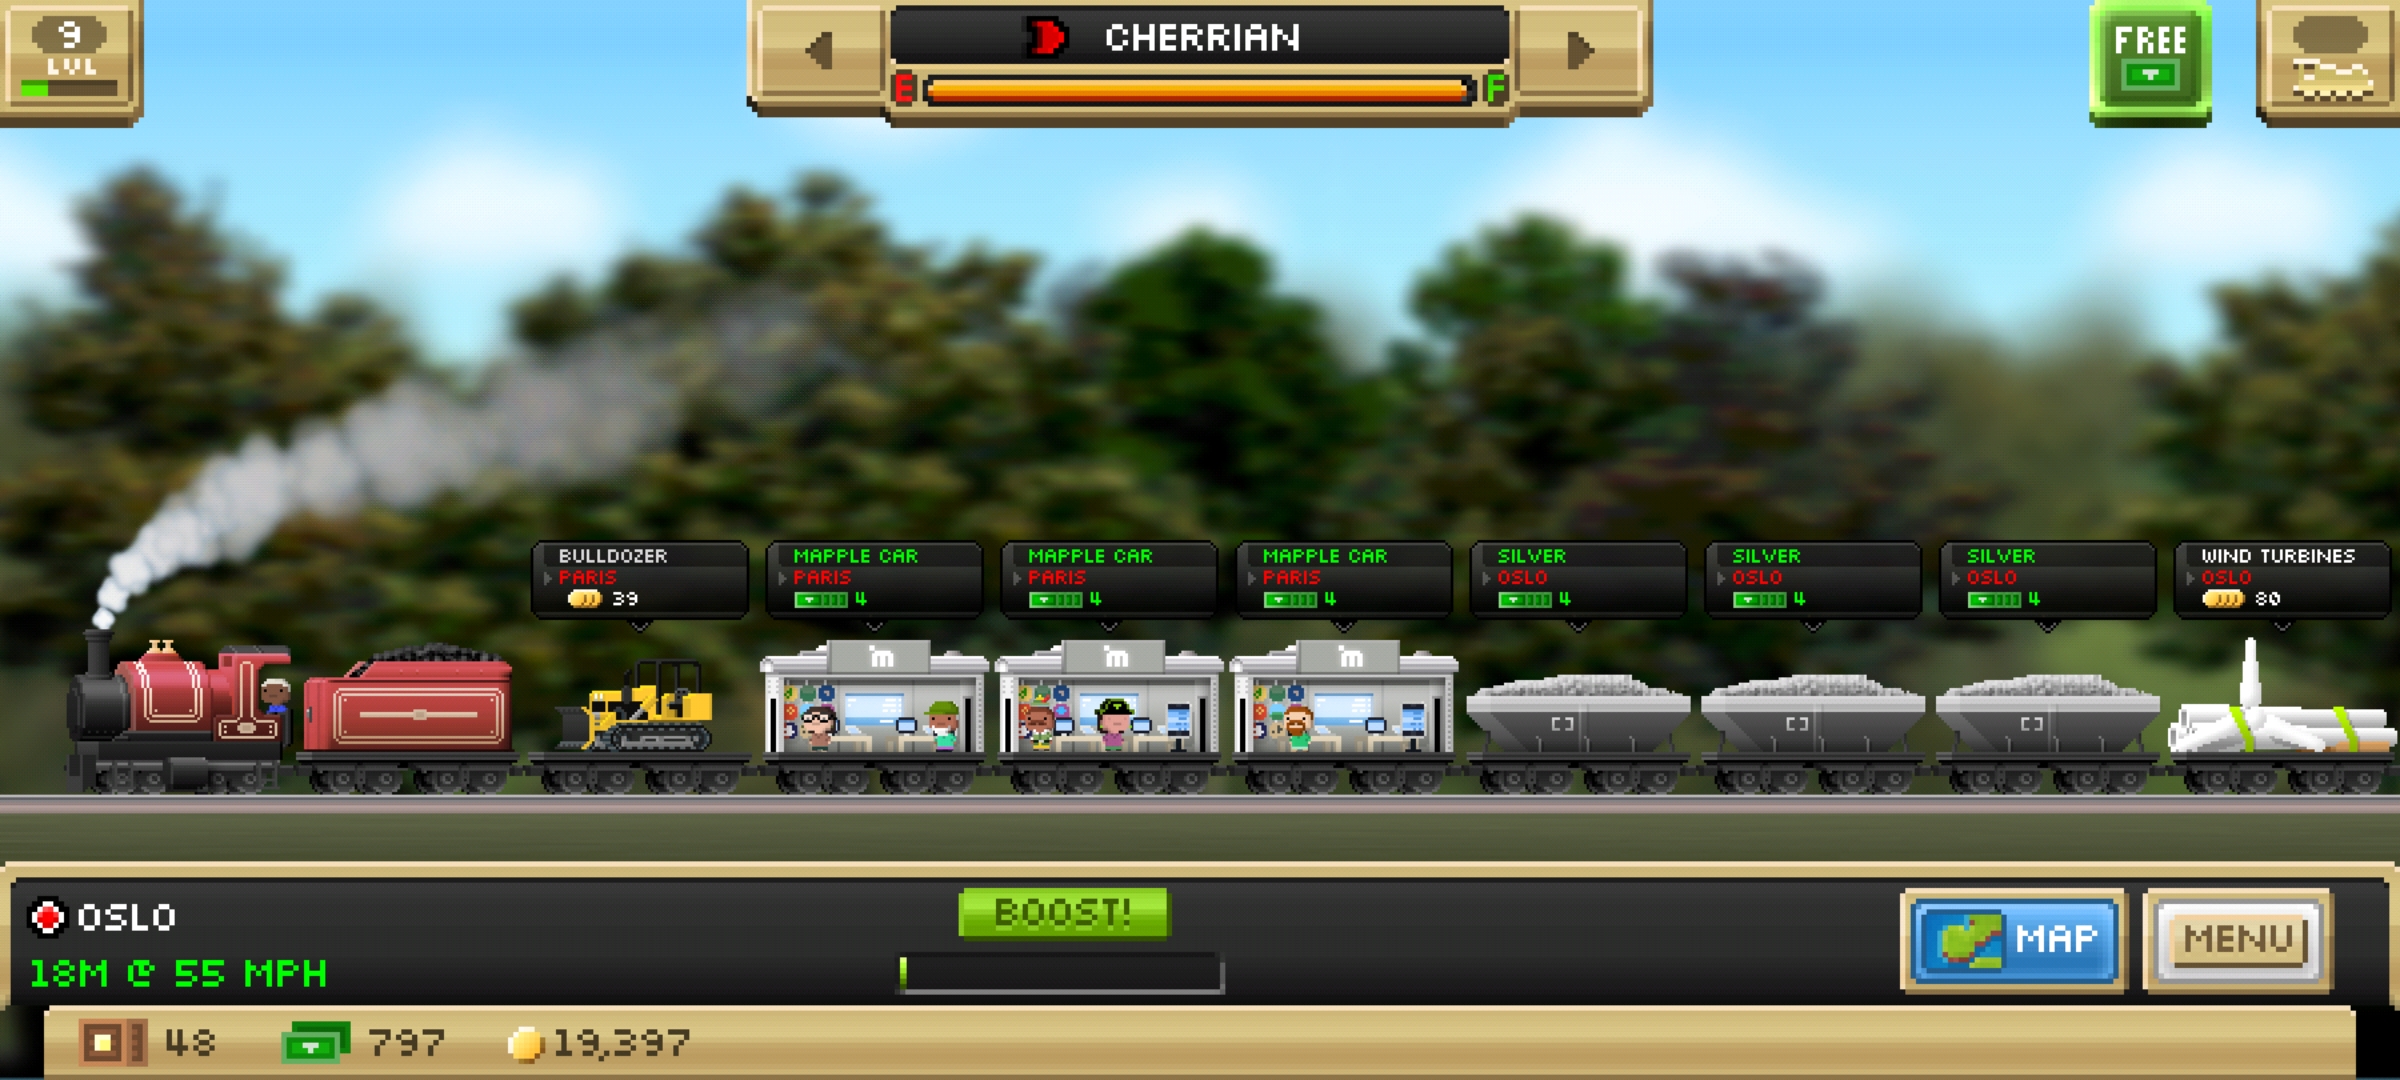 9
LVL
CHERRIAN
E F
FREE
BULLDOZER
PARIS
39
MAPPLE CAR
PARIS
4
MAPPLE CAR
PARIS
4
MAPPLE CAR
PARIS
4
SILVER
OSLO
4
SILVER
OSLO
4
SILVER
OSLO
4
WIND TURBINES
OSLO
80
m
m
m
OSLO
18M @ 55 MPH
BOOST!
MAP
MENU
48
797
19,397